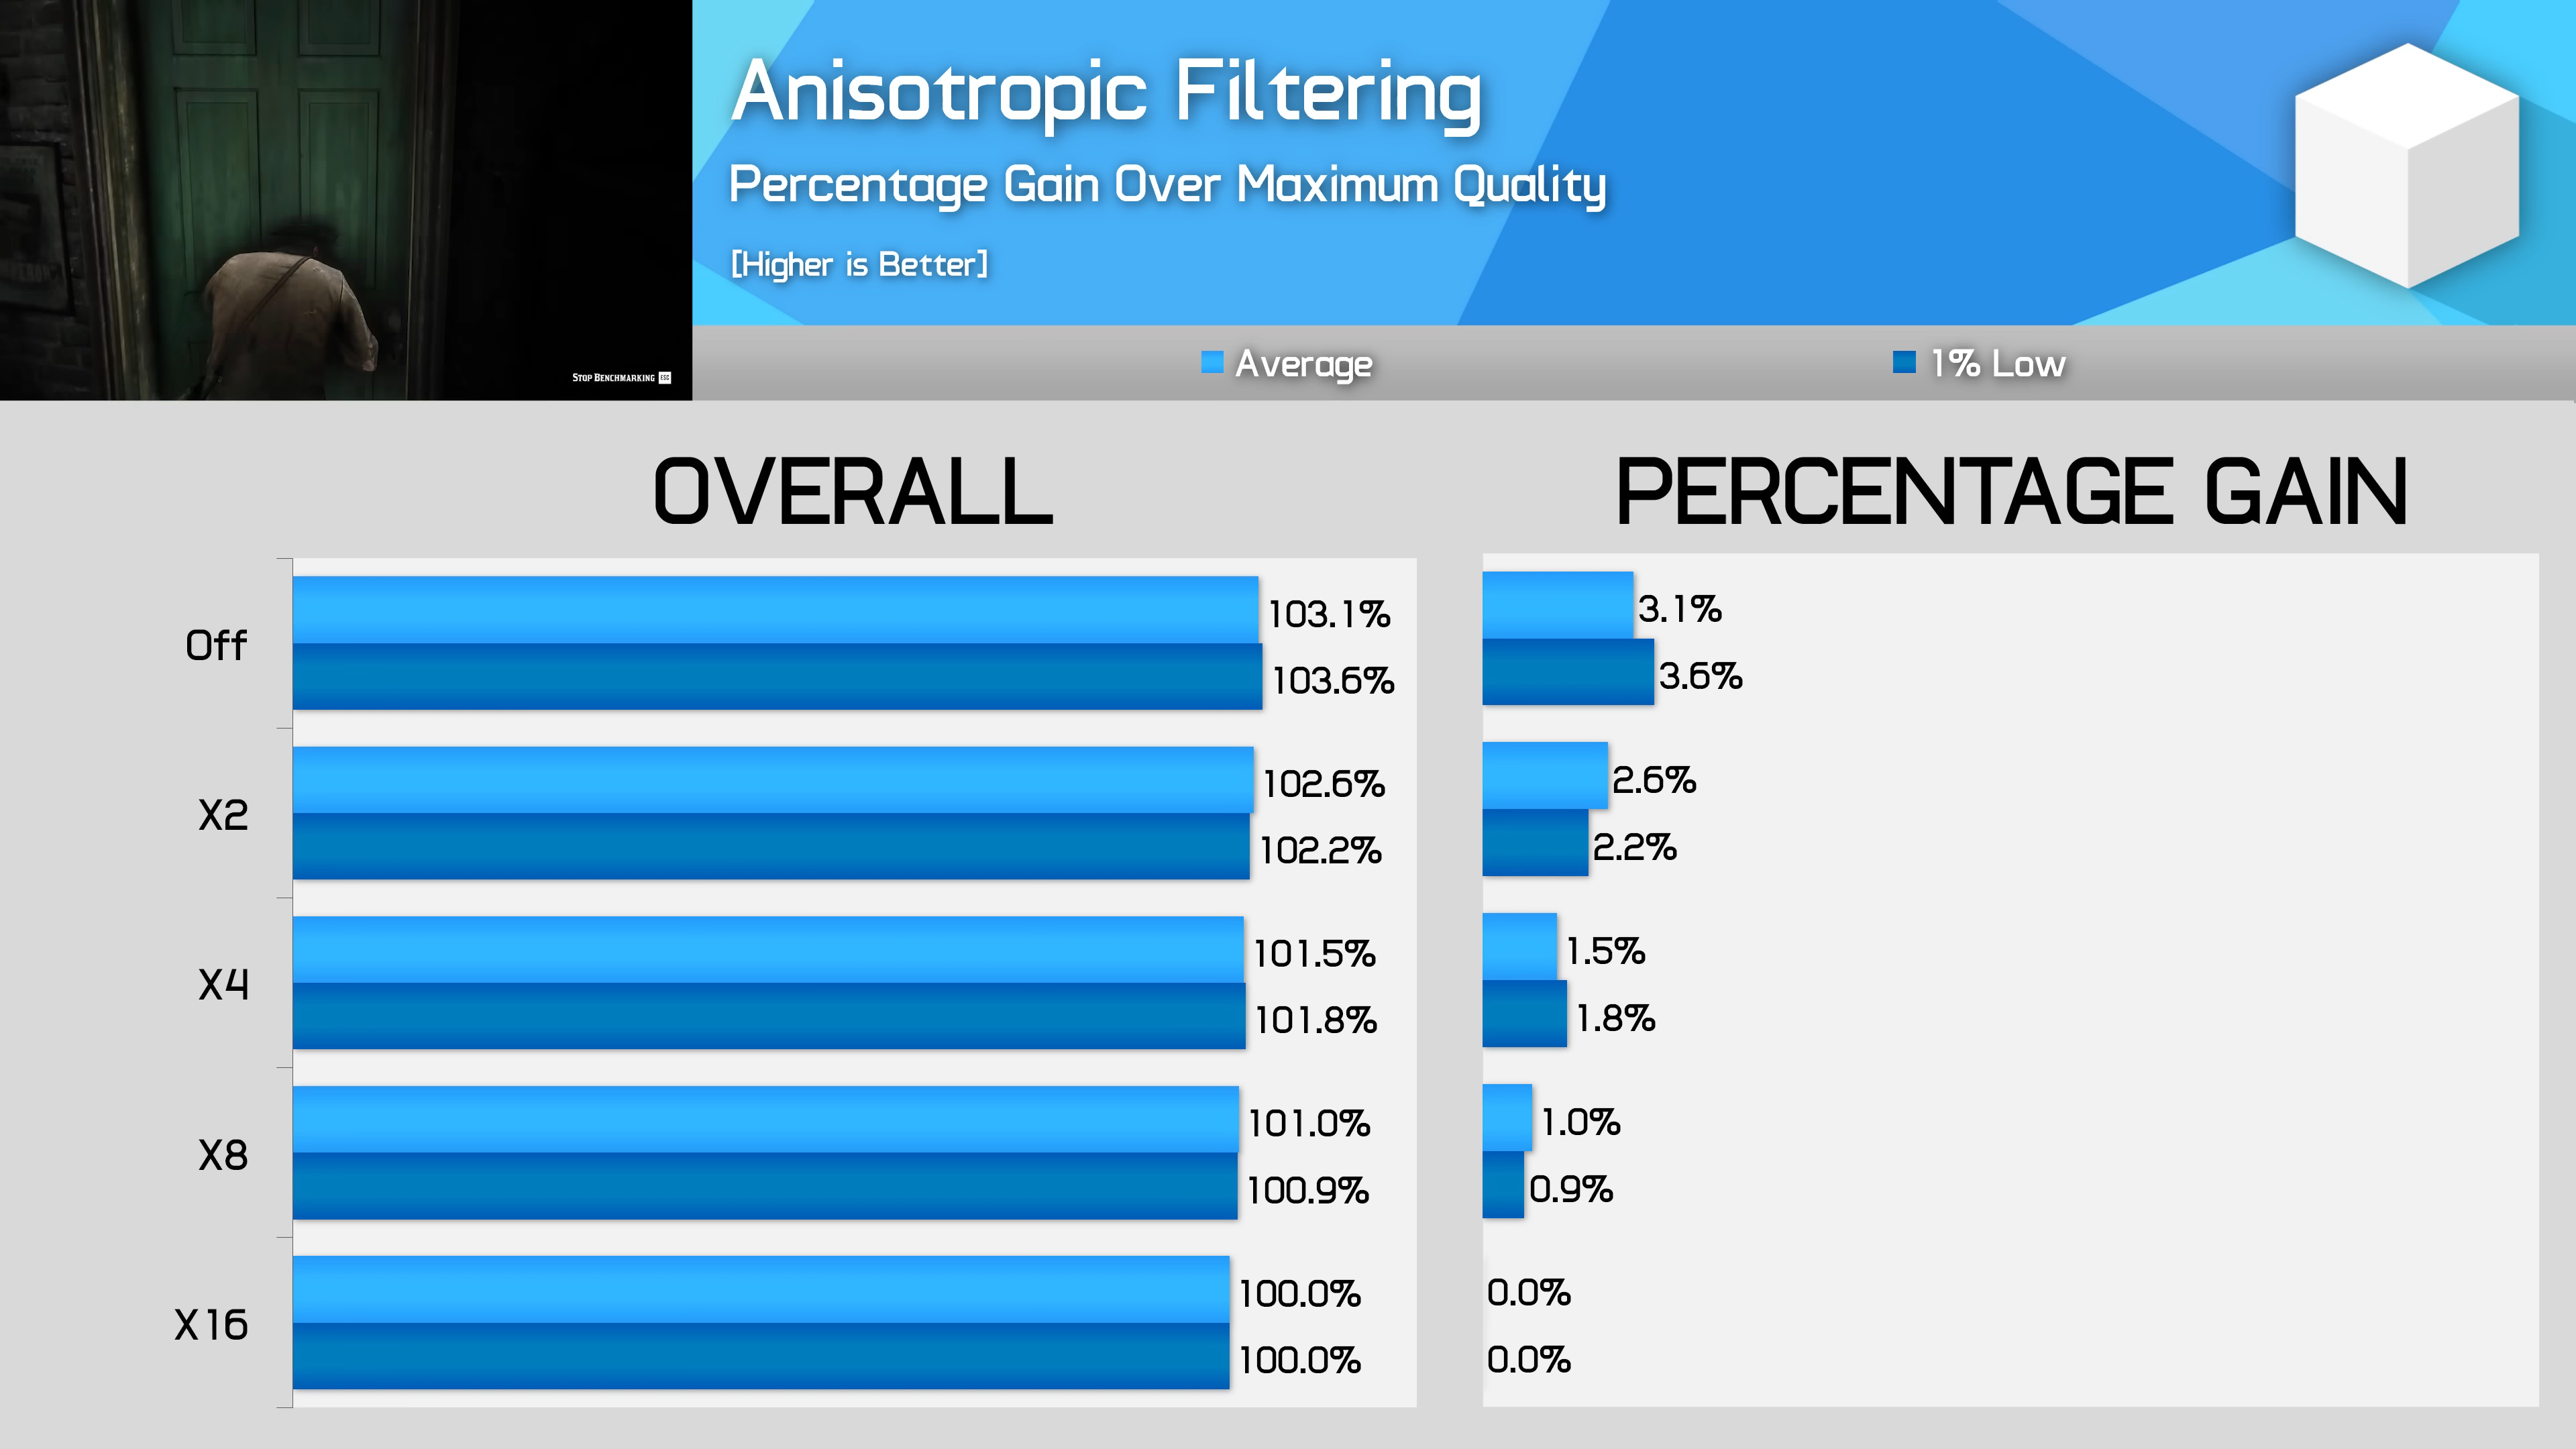 Anisotropic Filtering
Percentage Gain Over Maximum Quality
[Higher is Better]
STOP BENCHMARKING ESC
Average
1% Low
OVERALL
PERCENTAGE GAIN
Off
103.1%
103.6%
3.1%
3.6%
X2
102.6%
102.2%
2.6%
2.2%
X4
101.5%
101.8%
1.5%
1.8%
X8
101.0%
100.9%
1.0%
0.9%
X16
100.0%
100.0%
0.0%
0.0%